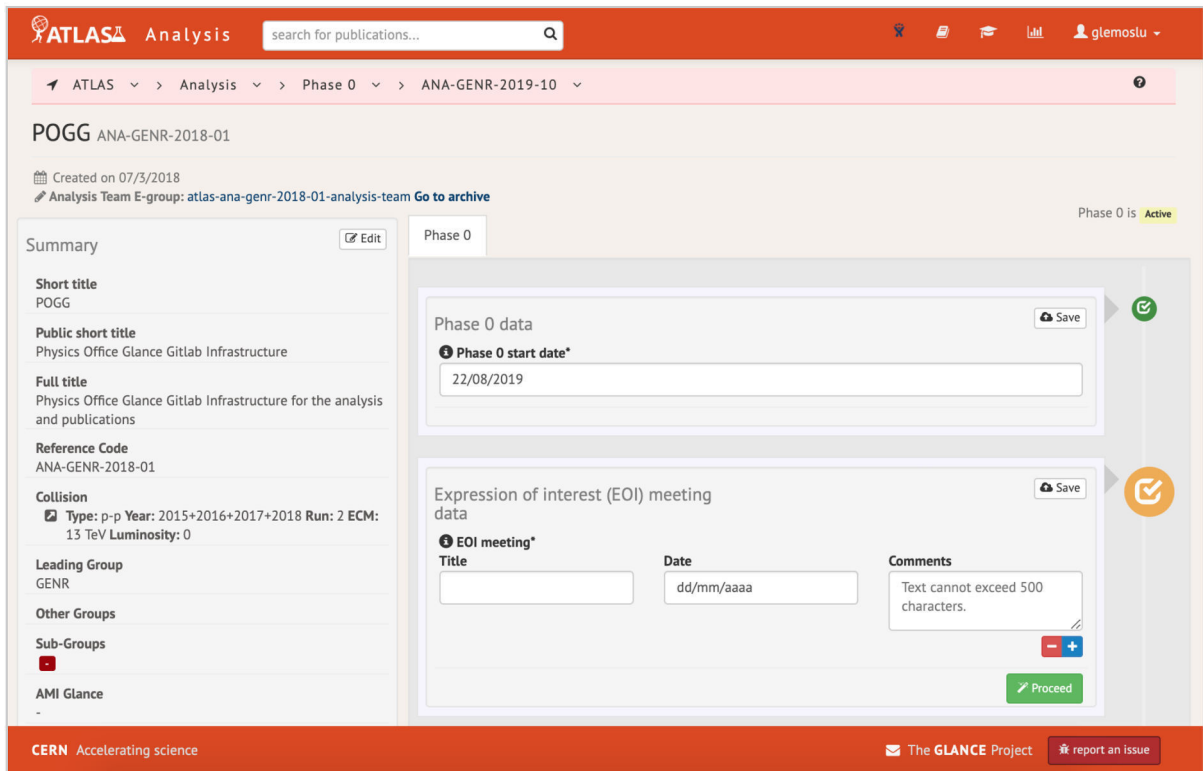 ATLAS Analysis search for publications... glemoslu
ATLAS > Analysis > Phase 0 > ANA-GENR-2019-10
POGG ANA-GENR-2018-01
Created on 07/3/2018
Analysis Team E-group: atlas-ana-genr-2018-01-analysis-team Go to archive
Phase 0 is Active
Summary
Edit
Short title
POGG
Public short title
Physics Office Glance Gitlab Infrastructure
Full title
Physics Office Glance Gitlab Infrastructure for the analysis
and publications
Reference Code
ANA-GENR-2018-01
Collision
Type: p-p Year: 2015+2016+2017+2018 Run: 2 ECM:
13 TeV Luminosity: 0
Leading Group
GENR
Other Groups
Sub-Groups
-
AMI Glance
-
Phase 0
Phase 0 data
Save
Phase 0 start date*
22/08/2019
Expression of interest (EOI) meeting
data
Save
EOI meeting*
Title Date Comments
dd/mm/aaaa
Text cannot exceed 500
characters.
Proceed
CERN Accelerating science
The GLANCE Project
report an issue